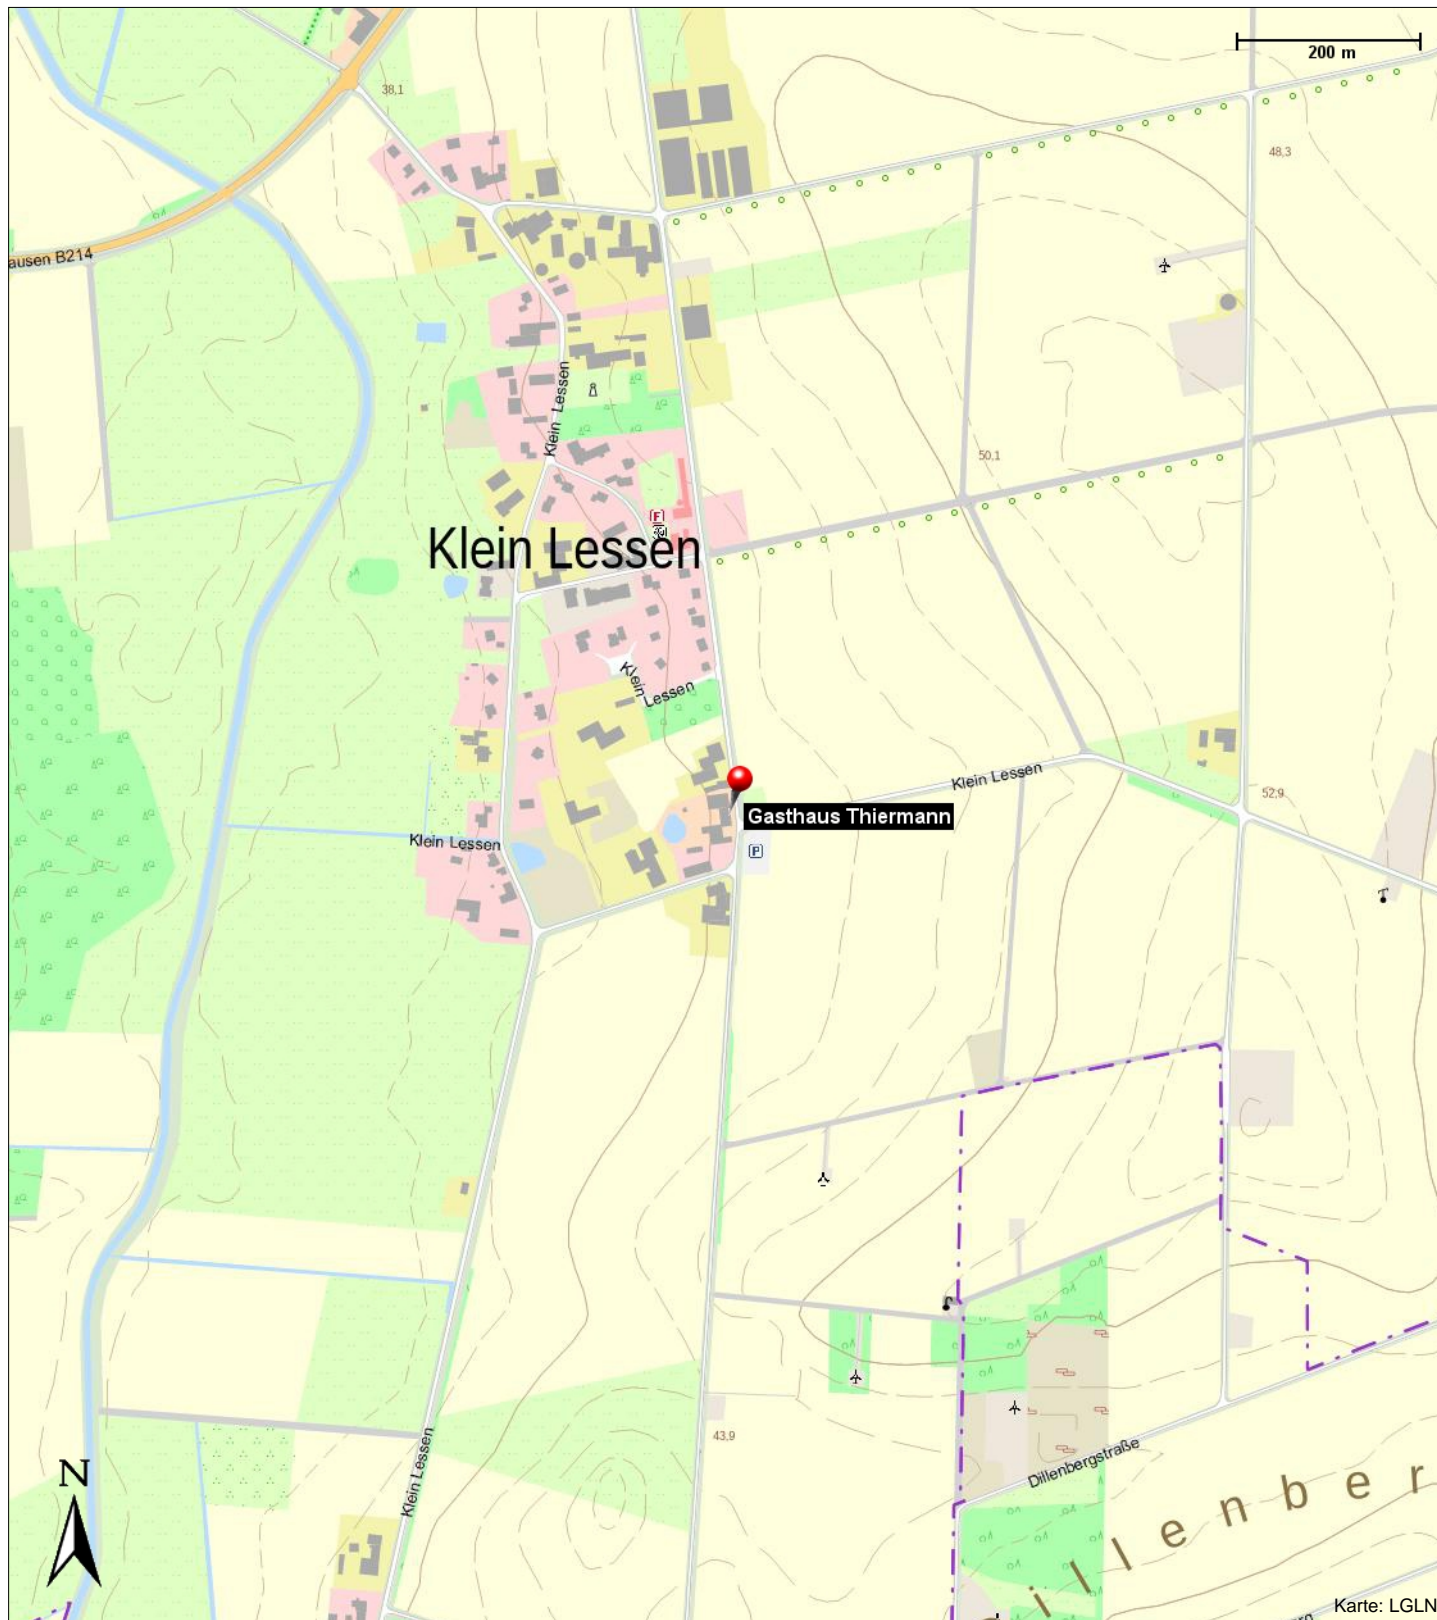 200 m
38,1
48,3
ausen B214
Klein Lessen
50,1
F
Klein Lessen
Klein
Lessen
Klein Lessen
52,9
Gasthaus Thiermann
Klein Lessen
P
43,9
Klein Lessen
Dillenbergstraße
N
illenber
Karte: LGLN